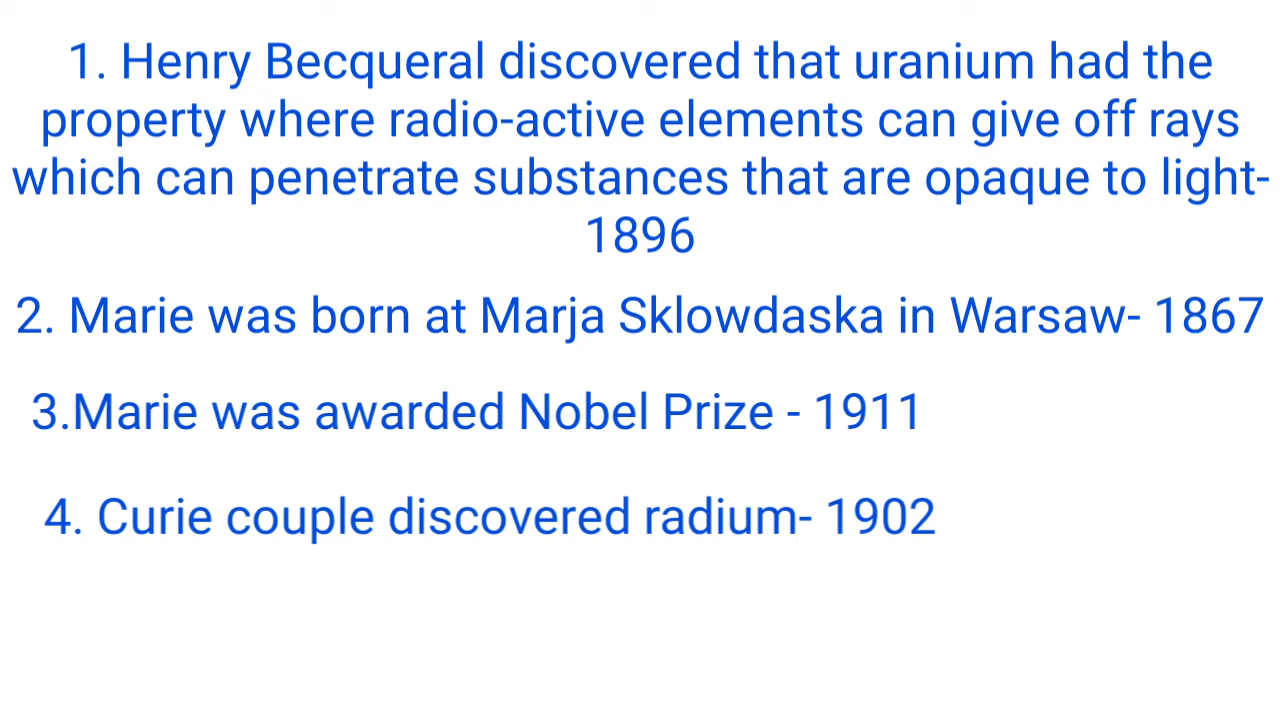 1. Henry Becqueral discovered that uranium had the
property where radio-active elements can give off rays
which can penetrate substances that are opaque to light-
1896
2. Marie was born at Marja Sklowdaska in Warsaw- 1867
3.Marie was awarded Nobel Prize - 1911
4. Curie couple discovered radium- 1902